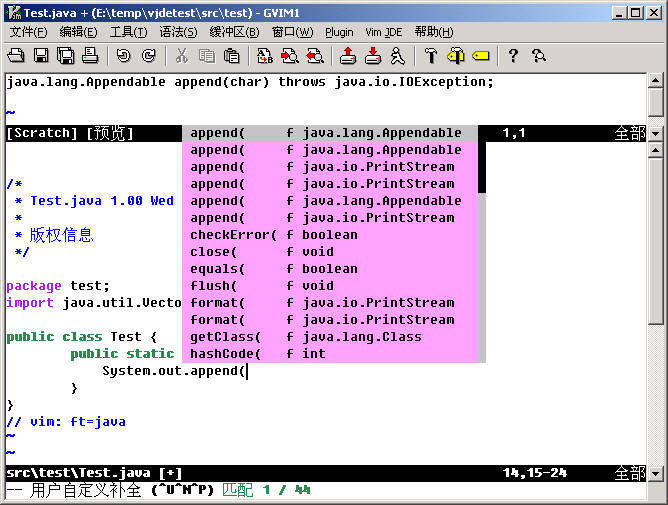 Test.java + (E:\temp\vjdetest\src\test) - GVIM1
文件(F) 编辑(E) 工具(T) 语法(S) 缓冲区(B) 窗口(W) Plugin Vim JDE 帮助(H)
java.lang.Appendable append(char) throws java.io.IOException;
~
[Scratch] [预览] 1,1 全部
append( f java.lang.Appendable
append( f java.lang.Appendable
append( f java.io.PrintStream
append( f java.io.PrintStream
append( f java.lang.Appendable
append( f java.io.PrintStream
checkError( f boolean
close( f void
equals( f boolean
flush( f void
format( f java.io.PrintStream
format( f java.io.PrintStream
getClass( f java.lang.Class
hashCode( f int
/*
* Test.java 1.00 Wed
*
* 版权信息
*/
package test;
import java.util.Vecto
public class Test {
public static
System.out.append(
}
}
// vim: ft=java
~
~
src\test\Test.java [+] 14,15-24 全部
-- 用户自定义补全 (^U^N^P) 匹配 1 / 44